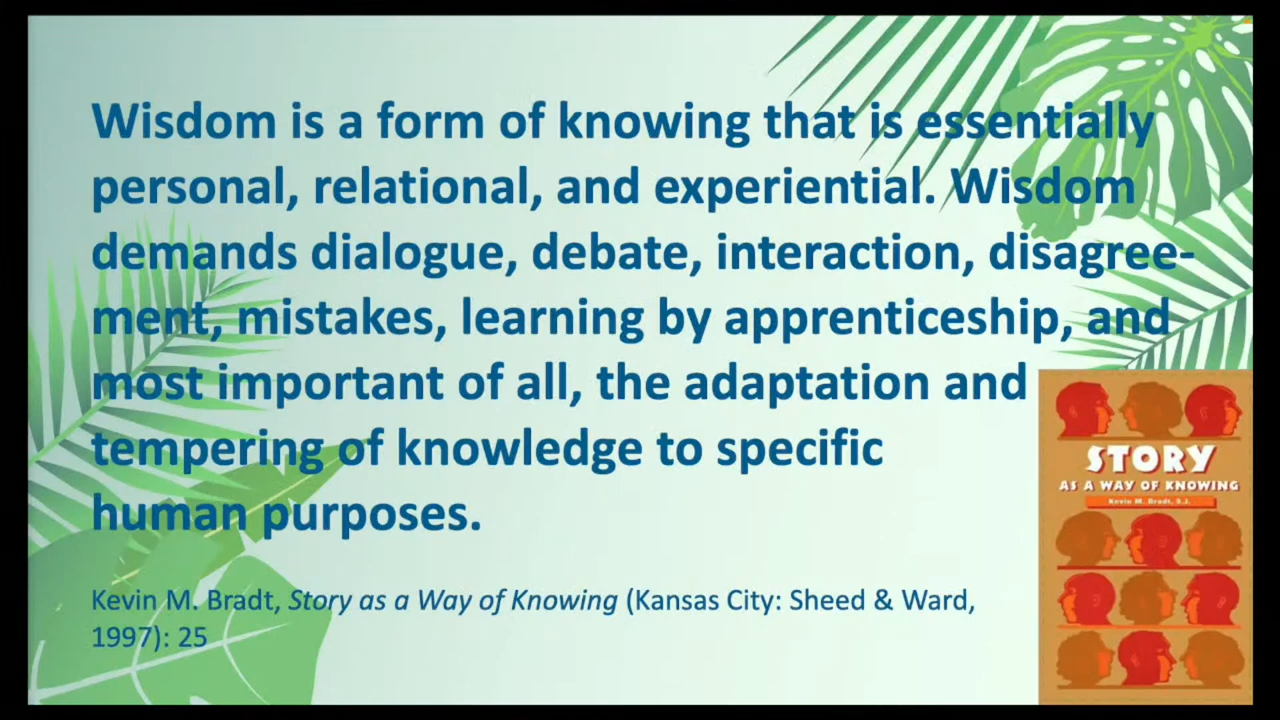 Wisdom is a form of knowing that is essentially
personal, relational, and experiential. Wisdom
demands dialogue, debate, interaction, disagree-
ment, mistakes, learning by apprenticeship, and
most important of all, the adaptation and
tempering of knowledge to specific
human purposes.
Kevin M. Bradt, Story as a Way of Knowing (Kansas City: Sheed & Ward,
1997): 25
STORY
AS A WAY OF KNOWING
Kevin M. Bradt, S.J.